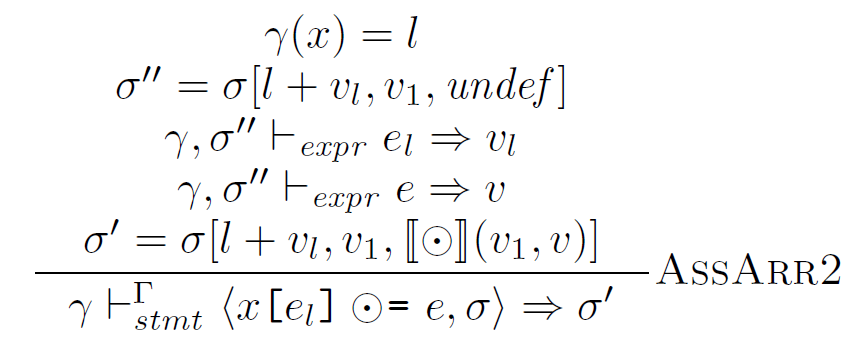 γ(x) = l
σ′′ = σ[l + v_l, v_1, undef]
γ, σ′′ ⊢_expr e_l ⇒ v_l
γ, σ′′ ⊢_expr e ⇒ v
σ′ = σ[l + v_l, v_1, ⟦⊙⟧(v_1, v)]
AssArr2
γ ⊢^Γ_stmt ⟨x[e_l] ⊙= e, σ⟩ ⇒ σ′